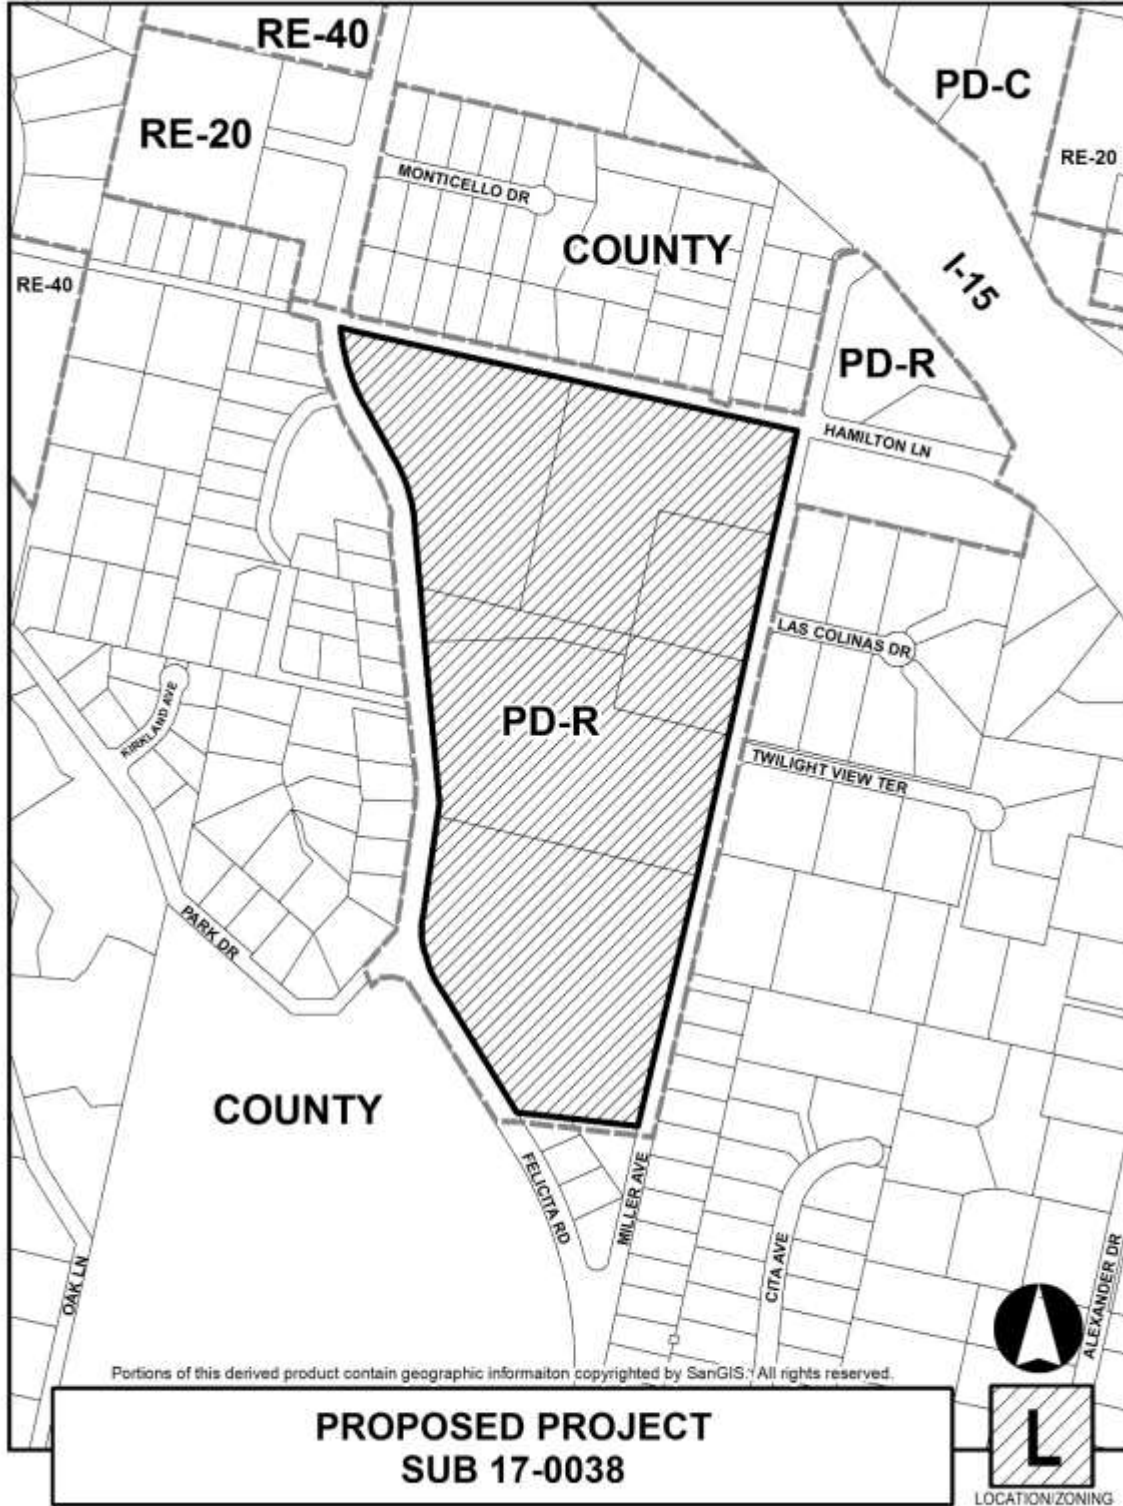 RE-40
PD-C
RE-20
RE-20
MONTICELLO DR
COUNTY
RE-40
I-15
PD-R
HAMILTON LN
LAS COLINAS DR
KIRKLAND AVE
PD-R
TWILIGHT VIEW TER
PARK DR
COUNTY
FELICITA RD
MILLER AVE
CITA AVE
OAK LN
ALEXANDER DR
Portions of this derived product contain geographic informaiton copyrighted by SanGIS. All rights reserved.
PROPOSED PROJECT
SUB 17-0038
L
LOCATION/ZONING